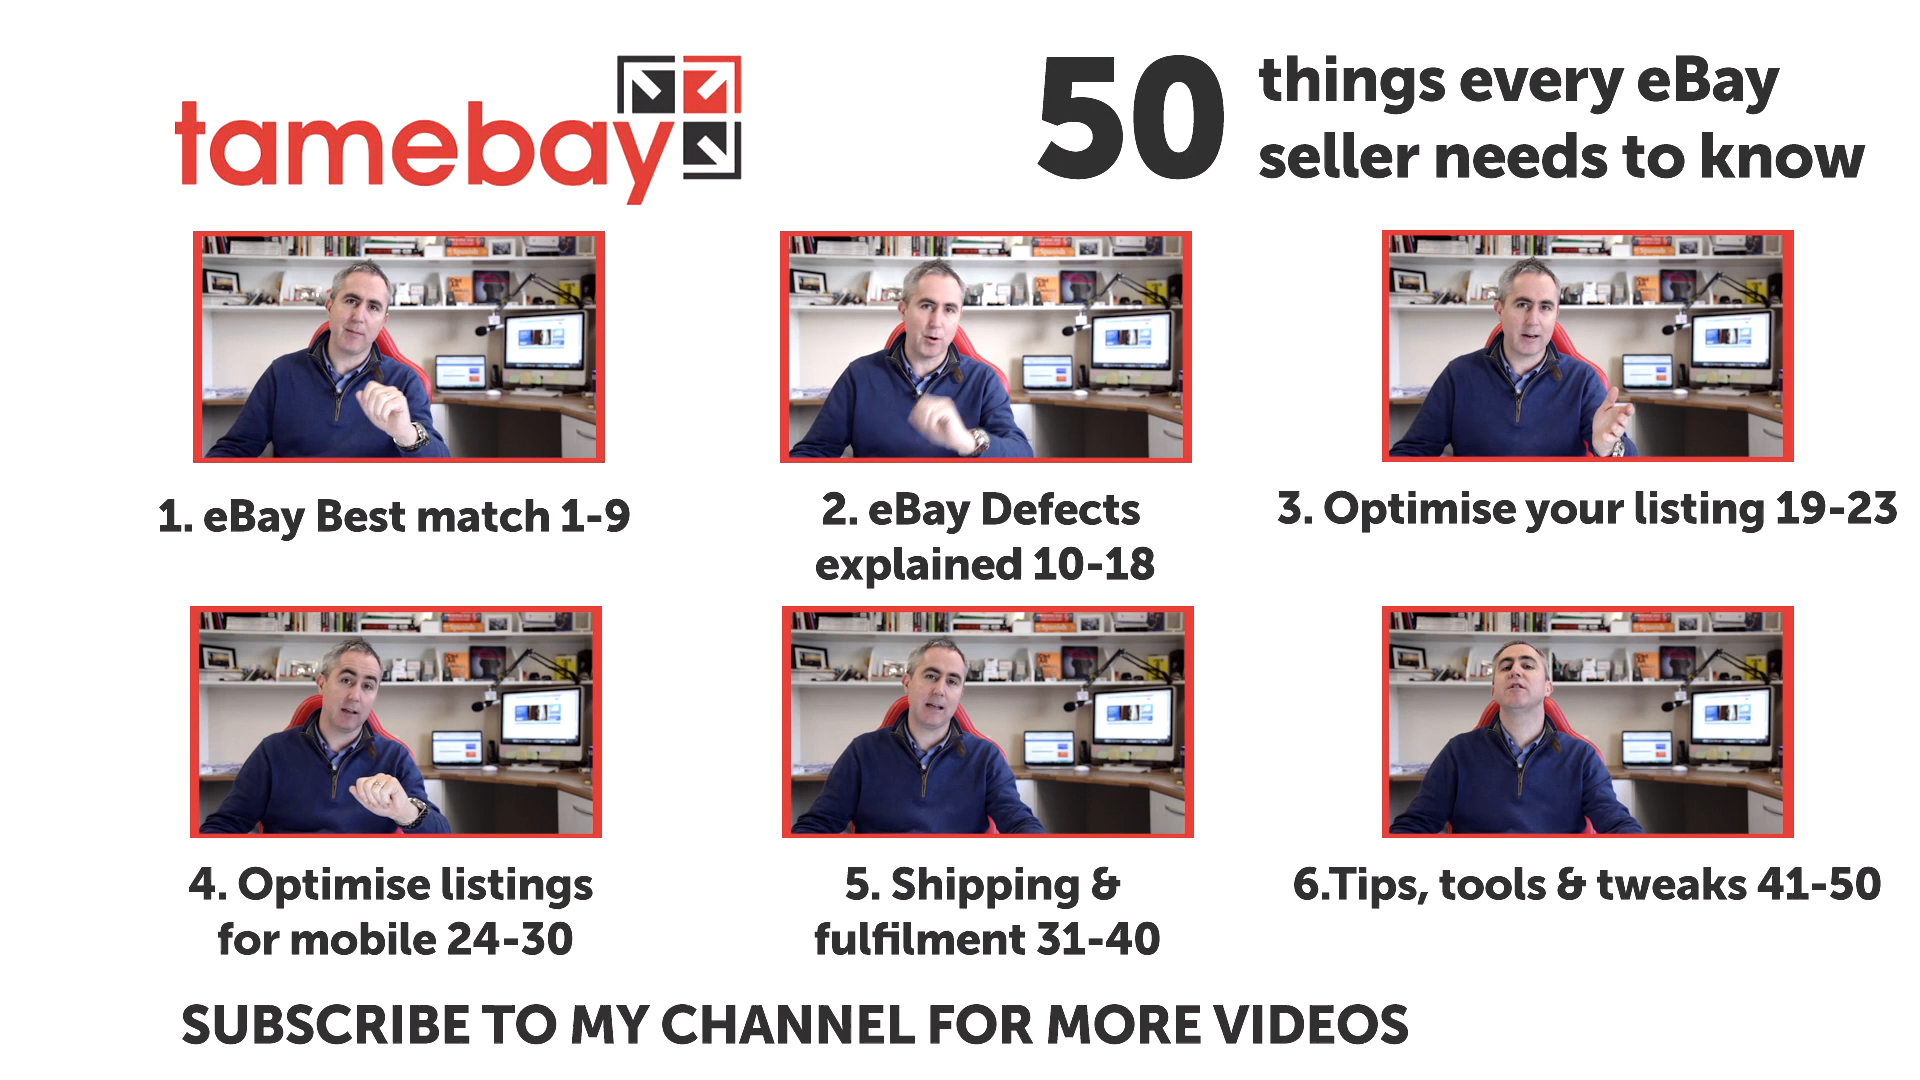 tamebay
50
things every eBay
seller needs to know
1. eBay Best match 1-9
2. eBay Defects
explained 10-18
3. Optimise your listing 19-23
4. Optimise listings
for mobile 24-30
5. Shipping &
fulfilment 31-40
6.Tips, tools & tweaks 41-50
SUBSCRIBE TO MY CHANNEL FOR MORE VIDEOS